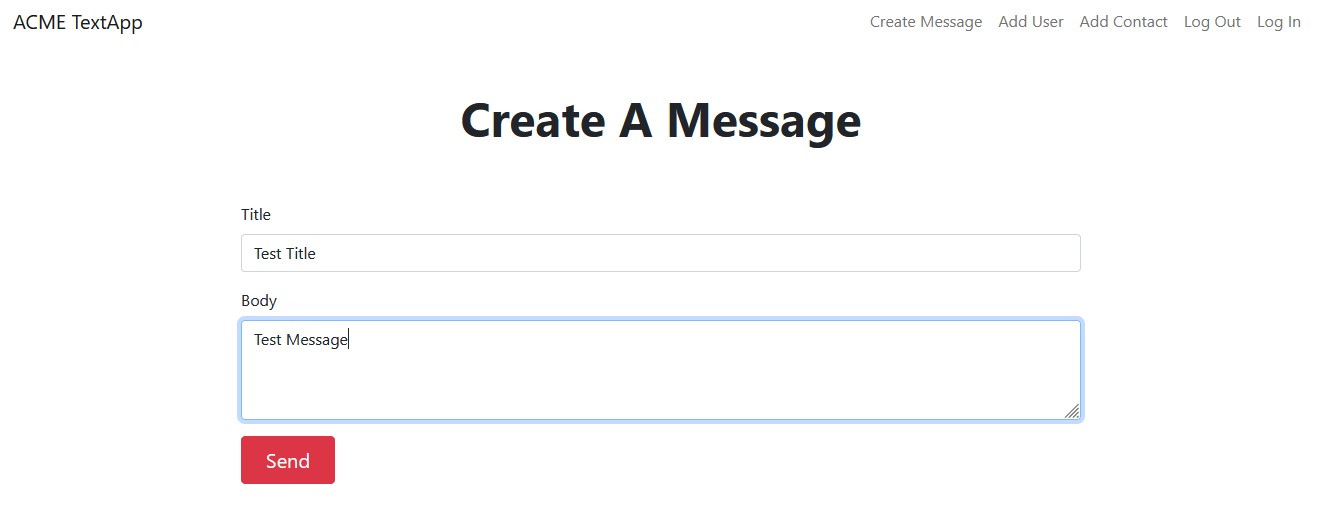 ACME TextApp Create Message Add User Add Contact Log Out Log In
Create A Message
Title
Test Title
Body
Test Message
Send